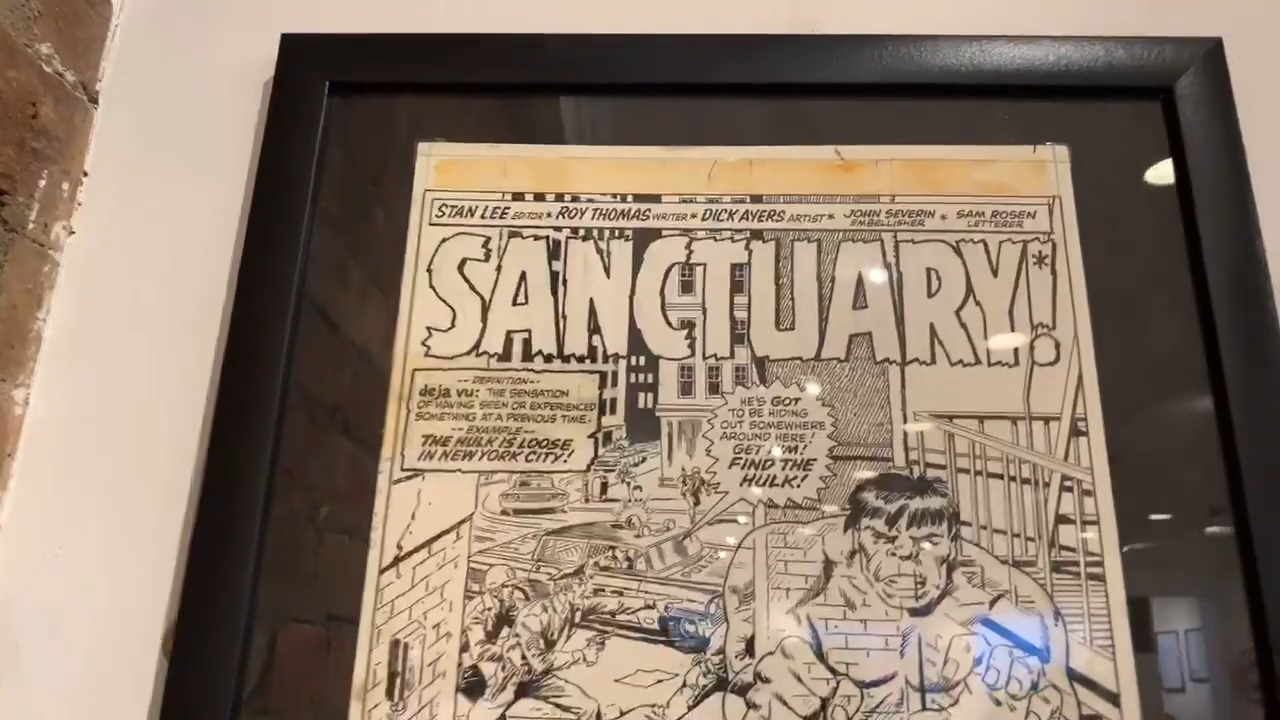 STAN LEE EDITOR * ROY THOMAS WRITER * DICK AYERS ARTIST * JOHN SEVERIN EMBELLISHER * SAM ROSEN LETTERER
SANCTUARY!*
--DEFINITION--
deja vu: THE SENSATION
OF HAVING SEEN OR EXPERIENCED
SOMETHING AT A PREVIOUS TIME.
--EXAMPLE--
THE HULK IS LOOSE
IN NEW YORK CITY!
HE'S GOT
TO BE HIDING
OUT SOMEWHERE
AROUND HERE!
GET 'IM!
FIND THE
HULK!
POLICE